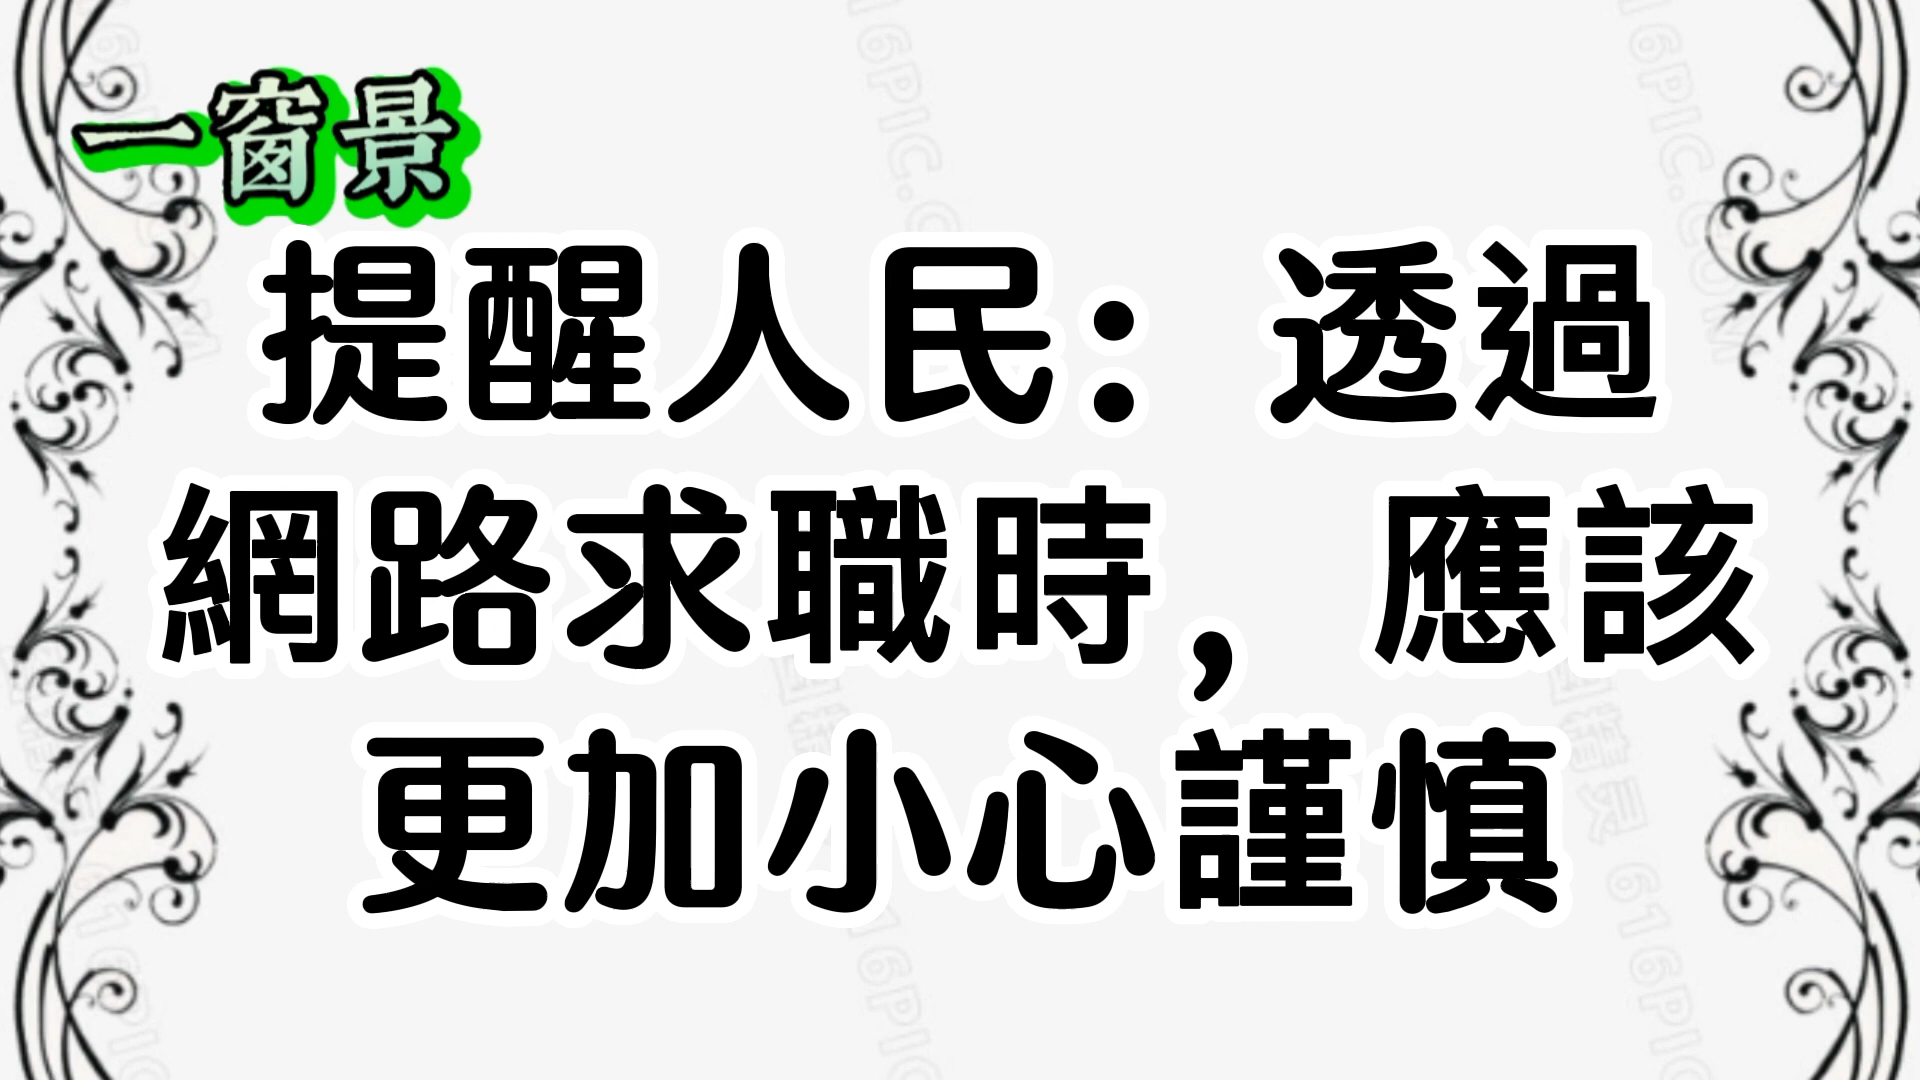 一窗景
提醒人民：透過
網路求職時，應該
更加小心謹慎